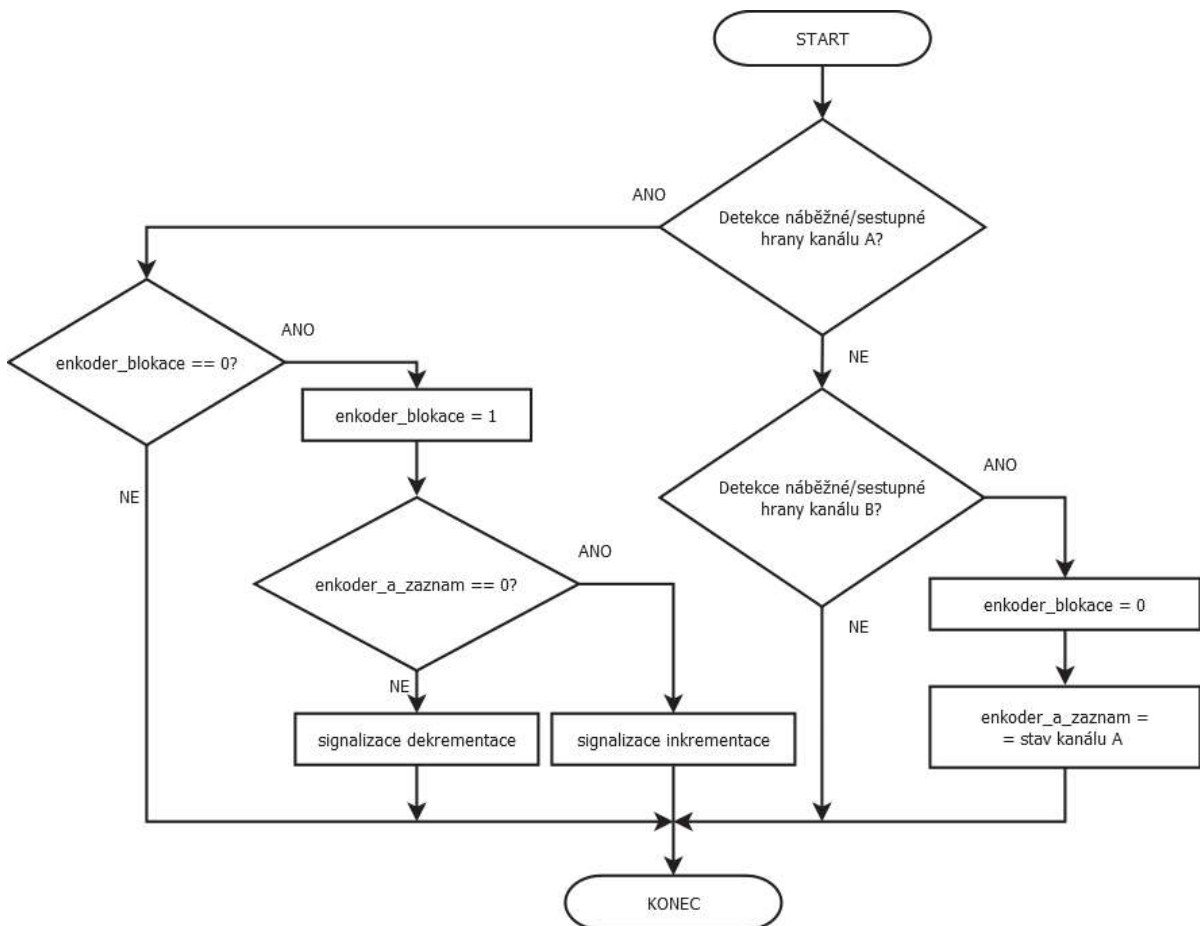 START
ANO
Detekce náběžné/sestupné
hrany kanálu A?
ANO
enkoder_blokace == 0?
NE
enkoder_blokace = 1
ANO
Detekce náběžné/sestupné
hrany kanálu B?
NE
ANO
enkoder_a_zaznam == 0?
enkoder_blokace = 0
NE
NE
signalizace dekrementace
signalizace inkrementace
enkoder_a_zaznam =
= stav kanálu A
KONEC